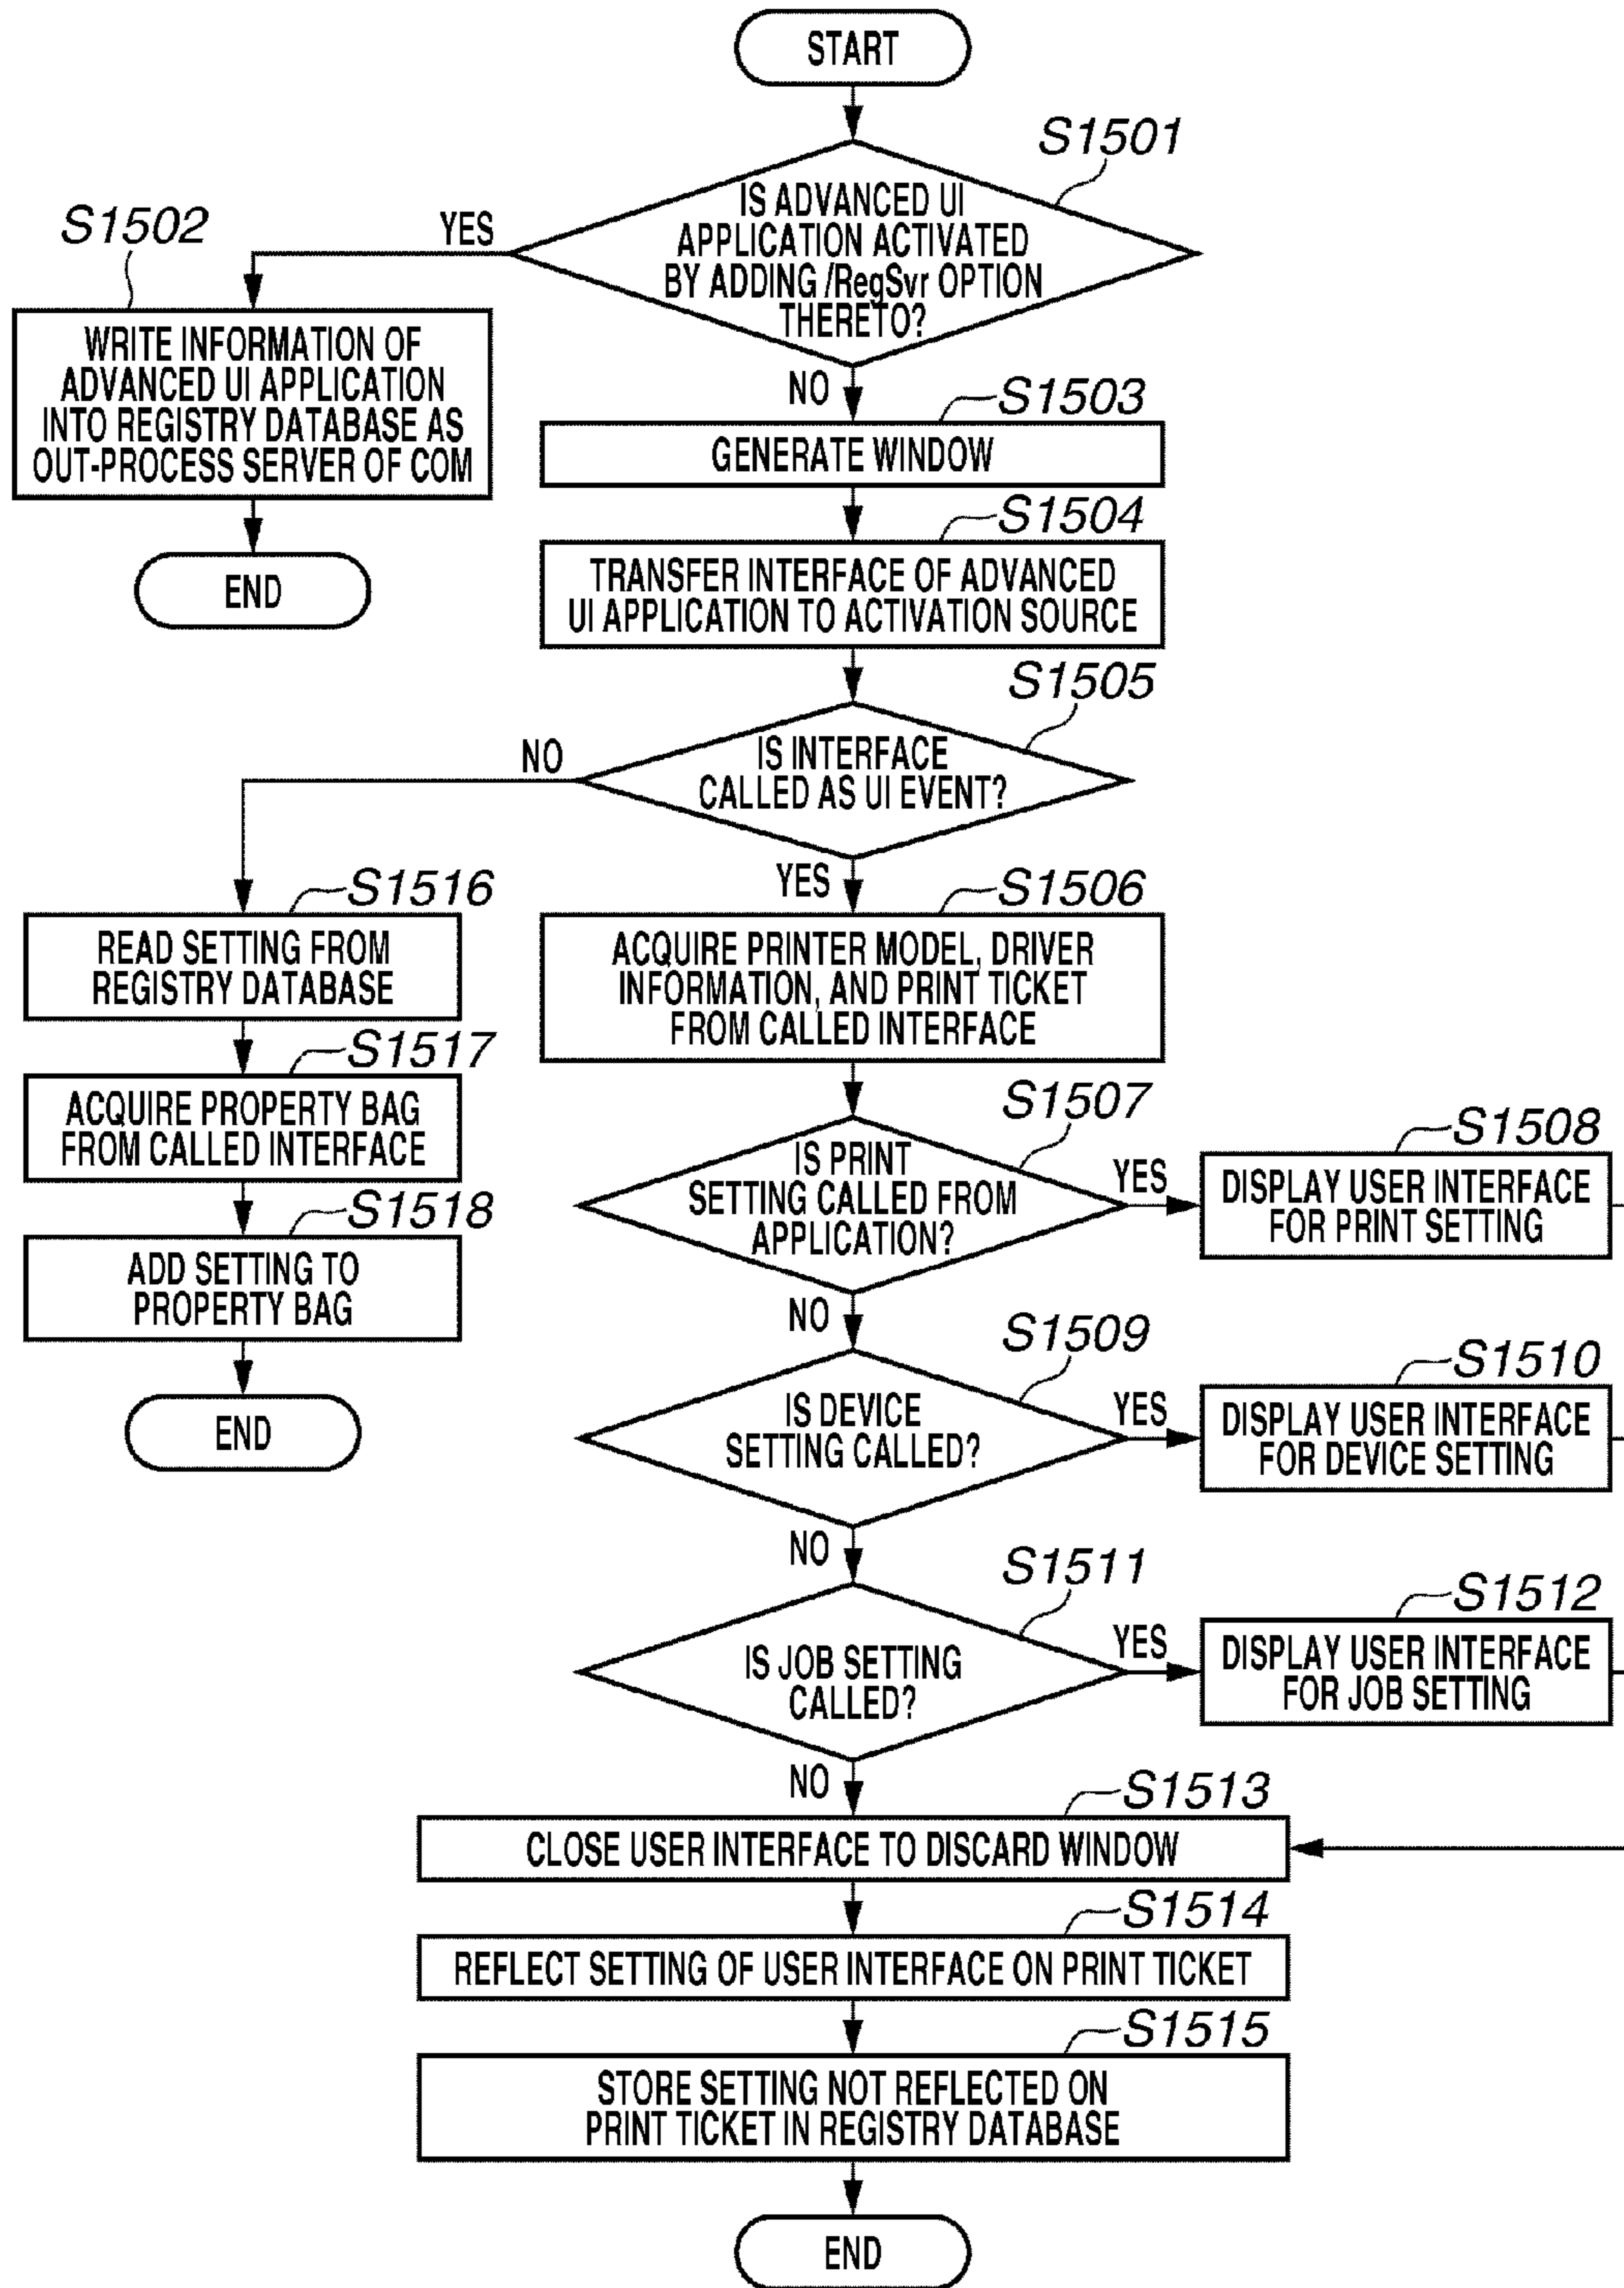 START
S1501
IS ADVANCED UI
APPLICATION ACTIVATED
BY ADDING /RegSvr OPTION
THERETO?
YES
S1502
WRITE INFORMATION OF
ADVANCED UI APPLICATION
INTO REGISTRY DATABASE AS
OUT-PROCESS SERVER OF COM
END
NO
S1503
GENERATE WINDOW
S1504
TRANSFER INTERFACE OF ADVANCED
UI APPLICATION TO ACTIVATION SOURCE
S1505
IS INTERFACE
CALLED AS UI EVENT?
NO
S1516
READ SETTING FROM
REGISTRY DATABASE
S1517
ACQUIRE PROPERTY BAG
FROM CALLED INTERFACE
S1518
ADD SETTING TO
PROPERTY BAG
END
YES
S1506
ACQUIRE PRINTER MODEL, DRIVER
INFORMATION, AND PRINT TICKET
FROM CALLED INTERFACE
S1507
IS PRINT
SETTING CALLED FROM
APPLICATION?
YES
S1508
DISPLAY USER INTERFACE
FOR PRINT SETTING
NO
S1509
IS DEVICE
SETTING CALLED?
YES
S1510
DISPLAY USER INTERFACE
FOR DEVICE SETTING
NO
S1511
IS JOB SETTING
CALLED?
YES
S1512
DISPLAY USER INTERFACE
FOR JOB SETTING
NO
S1513
CLOSE USER INTERFACE TO DISCARD WINDOW
S1514
REFLECT SETTING OF USER INTERFACE ON PRINT TICKET
S1515
STORE SETTING NOT REFLECTED ON
PRINT TICKET IN REGISTRY DATABASE
END